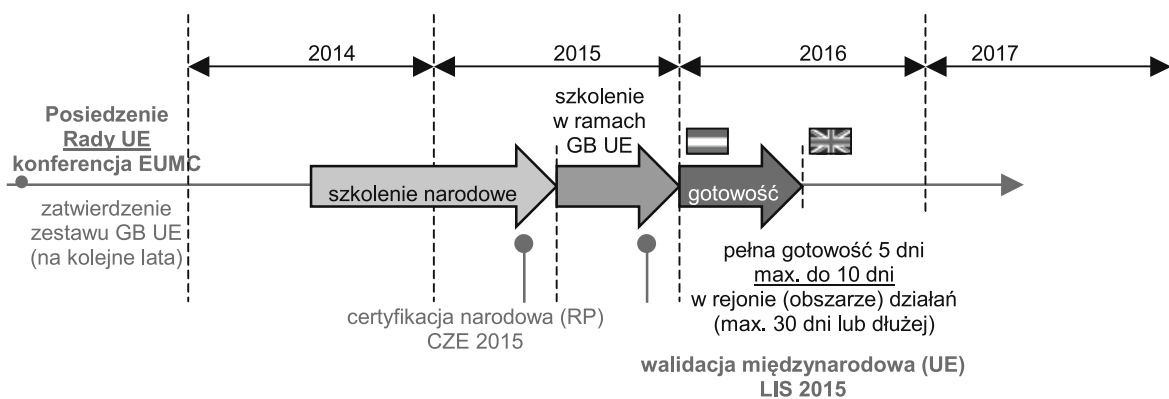 2014
2015
2016
2017
Posiedzenie
Rady UE
konferencja EUMC
szkolenie
w ramach
GB UE
szkolenie narodowe
gotowość
zatwierdzenie
zestawu GB UE
(na kolejne lata)
pełna gotowość 5 dni
max. do 10 dni
w rejonie (obszarze) działań
(max. 30 dni lub dłużej)
certyfikacja narodowa (RP)
CZE 2015
walidacja międzynarodowa (UE)
LIS 2015